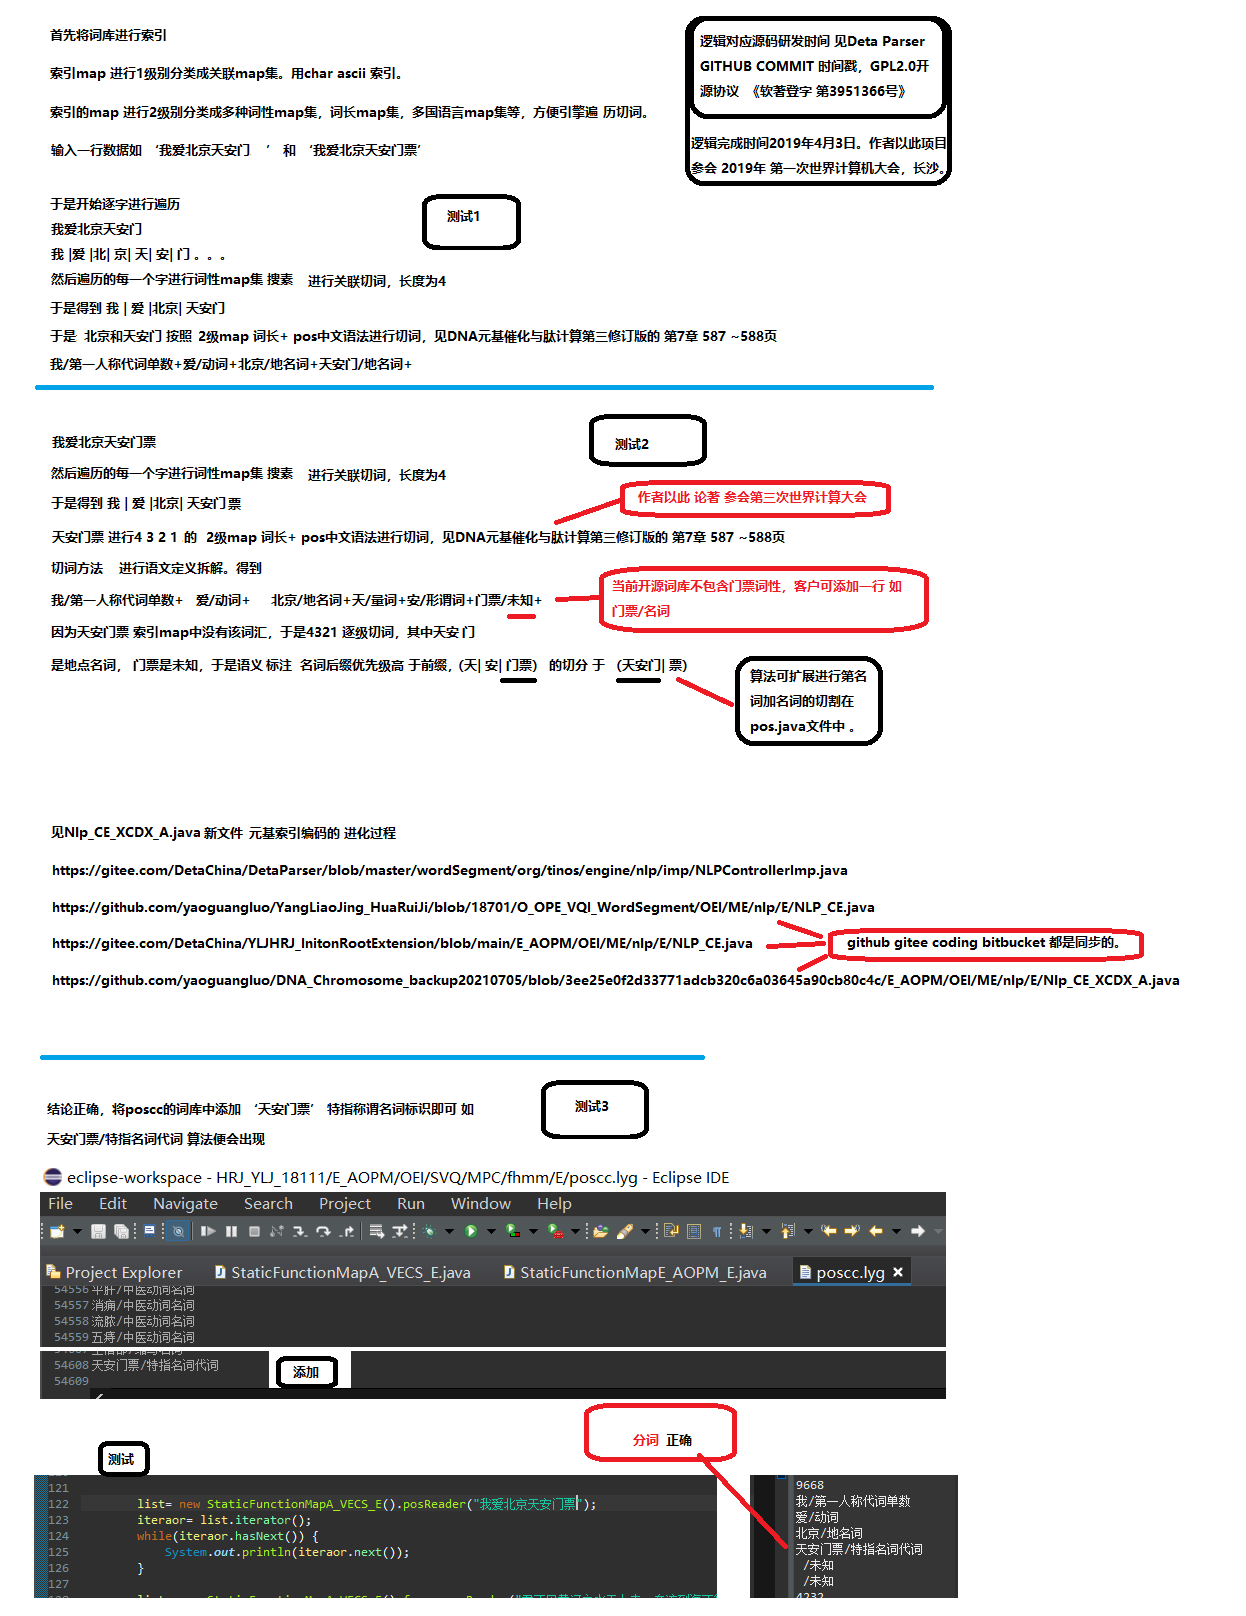 首先将词库进行索引
索引map 进行1级别分类成关联map集。用char ascii 索引。
索引的map 进行2级别分类成多种词性map集，词长map集，多国语言map集等，方便引擎遍 历切词。
输入一行数据如 ‘我爱北京天安门 ’ 和 ‘我爱北京天安门票’
逻辑对应源码研发时间 见Deta Parser
GITHUB COMMIT 时间戳，GPL2.0开
源协议 《软著登字 第3951366号》
逻辑完成时间2019年4月3日。作者以此项目
参会 2019年 第一次世界计算机大会，长沙。
于是开始逐字进行遍历
测试1
我爱北京天安门
我 |爱 |北| 京| 天| 安| 门 。。。
然后遍历的每一个字进行词性map集 搜素 进行关联切词，长度为4
于是得到 我 | 爱 |北京| 天安门
于是 北京和天安门 按照 2级map 词长+ pos中文语法进行切词，见DNA元基催化与肽计算第三修订版的 第7章 587 ~588页
我/第一人称代词单数+爱/动词+北京/地名词+天安门/地名词+
我爱北京天安门票
测试2
然后遍历的每一个字进行词性map集 搜素 进行关联切词，长度为4
于是得到 我 | 爱 |北京| 天安门 票
作者以此 论著 参会第三次世界计算大会
天安门票 进行4 3 2 1 的 2级map 词长+ pos中文语法进行切词，见DNA元基催化与肽计算第三修订版的 第7章 587 ~588页
切词方法 进行语文定义拆解。得到
我/第一人称代词单数+ 爱/动词+ 北京/地名词+天/量词+安/形谓词+门票/未知+
当前开源词库不包含门票词性，客户可添加一行 如
门票/名词
因为天安门票 索引map中没有该词汇，于是4321 逐级切词，其中天安 门
是地点名词， 门票是未知，于是语义 标注 名词后缀优先级高 于前缀，(天| 安| 门票) 的切分 于 (天安门| 票)
算法可扩展进行第名
词加名词的切割在
pos.java文件中 。
见Nlp_CE_XCDX_A.java 新文件 元基索引编码的 进化过程
https://gitee.com/DetaChina/DetaParser/blob/master/wordSegment/org/tinos/engine/nlp/imp/NLPControllerImp.java
https://github.com/yaoguangluo/YangLiaoJing_HuaRuiJi/blob/18701/O_OPE_VQI_WordSegment/OEI/ME/nlp/E/NLP_CE.java
https://gitee.com/DetaChina/YLJHRJ_InitonRootExtension/blob/main/E_AOPM/OEI/ME/nlp/E/NLP_CE.java
github gitee coding bitbucket 都是同步的。
https://github.com/yaoguangluo/DNA_Chromosome_backup20210705/blob/3ee25e0f2d33771adcb320c6a03645a90cb80c4c/E_AOPM/OEI/ME/nlp/E/Nlp_CE_XCDX_A.java
结论正确，将poscc的词库中添加 ‘天安门票’ 特指称谓名词标识即可 如
测试3
天安门票/特指名词代词 算法便会出现
eclipse-workspace - HRJ_YLJ_18111/E_AOPM/OEI/SVQ/MPC/fhmm/E/poscc.lyg - Eclipse IDE
File Edit Navigate Search Project Run Window Help
Project Explorer StaticFunctionMapA_VECS_E.java StaticFunctionMapE_AOPM_E.java poscc.lyg
54556 平肝/中医动词名词
54557 消痈/中医动词名词
54558 流脓/中医动词名词
54559 五痔/中医动词名词
54608 天安门票/特指名词代词
54609
添加
分词 正确
测试
121
122 list= new StaticFunctionMapA_VECS_E().posReader("我爱北京天安门票");
123 iteraor= list.iterator();
124 while(iteraor.hasNext()) {
125 System.out.println(iteraor.next());
126 }
127
9668
我/第一人称代词单数
爱/动词
北京/地名词
天安门票/特指名词代词
/未知
/未知
4232